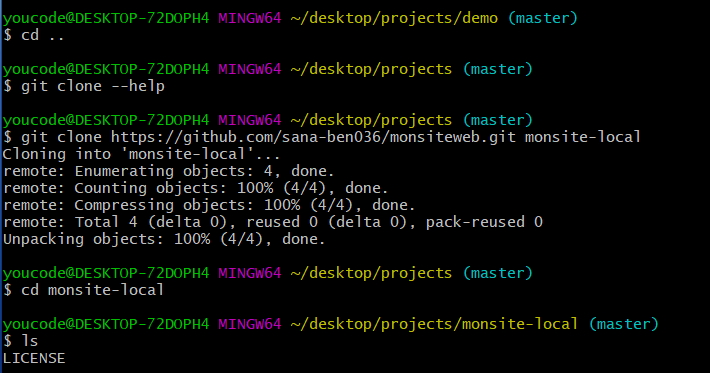 youcode@DESKTOP-72DOPH4 MINGW64 ~/desktop/projects/demo (master)
$ cd ..
youcode@DESKTOP-72DOPH4 MINGW64 ~/desktop/projects (master)
$ git clone --help
youcode@DESKTOP-72DOPH4 MINGW64 ~/desktop/projects (master)
$ git clone https://github.com/sana-ben036/monsiteweb.git monsite-local
Cloning into 'monsite-local'...
remote: Enumerating objects: 4, done.
remote: Counting objects: 100% (4/4), done.
remote: Compressing objects: 100% (4/4), done.
remote: Total 4 (delta 0), reused 0 (delta 0), pack-reused 0
Unpacking objects: 100% (4/4), done.
youcode@DESKTOP-72DOPH4 MINGW64 ~/desktop/projects (master)
$ cd monsite-local
youcode@DESKTOP-72DOPH4 MINGW64 ~/desktop/projects/monsite-local (master)
$ ls
LICENSE